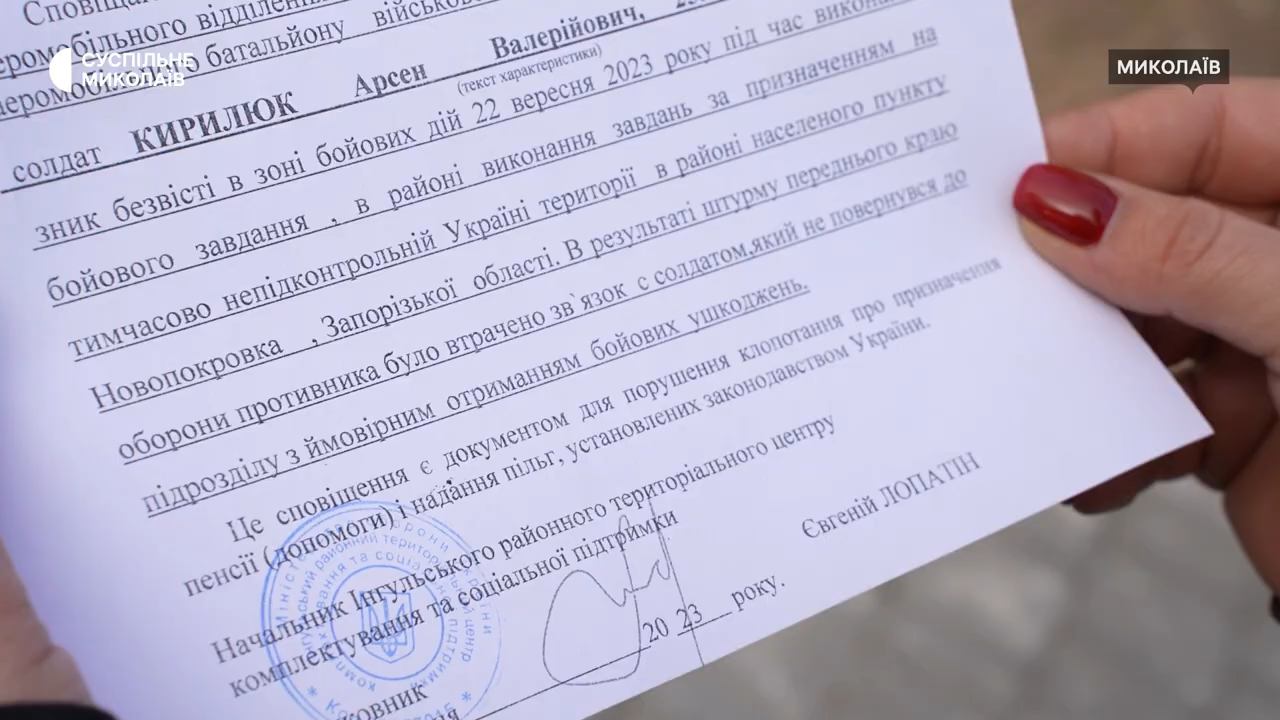 СУСПІЛЬНЕ
МИКОЛАЇВ
МИКОЛАЇВ
еромобільного відділення
неромобільного батальйону
солдат КИРИЛЮК Арсен Валерійович,
(текст характеристики)
зник безвісті в зоні бойових дій 22 вересня 2023 року під час
бойового завдання , в районі виконання завдань за призначенням на
тимчасово непідконтрольній Україні території в районі населеного пункту
Новопокровка , Запорізької області. В результаті штурму переднього краю
оборони противника було втрачено зв`язок с солдатом,який не повернувся до
підрозділу з ймовірним отриманням бойових ушкоджень.
Це сповіщення є документом для порушення клопотання про призначення
пенсії (допомоги) і надання пільг, установлених законодавством України.
Начальник Інгульського районного територіального центру
комплектування та соціальної підтримки
Євгеній ЛОПАТІН
20 23 року.